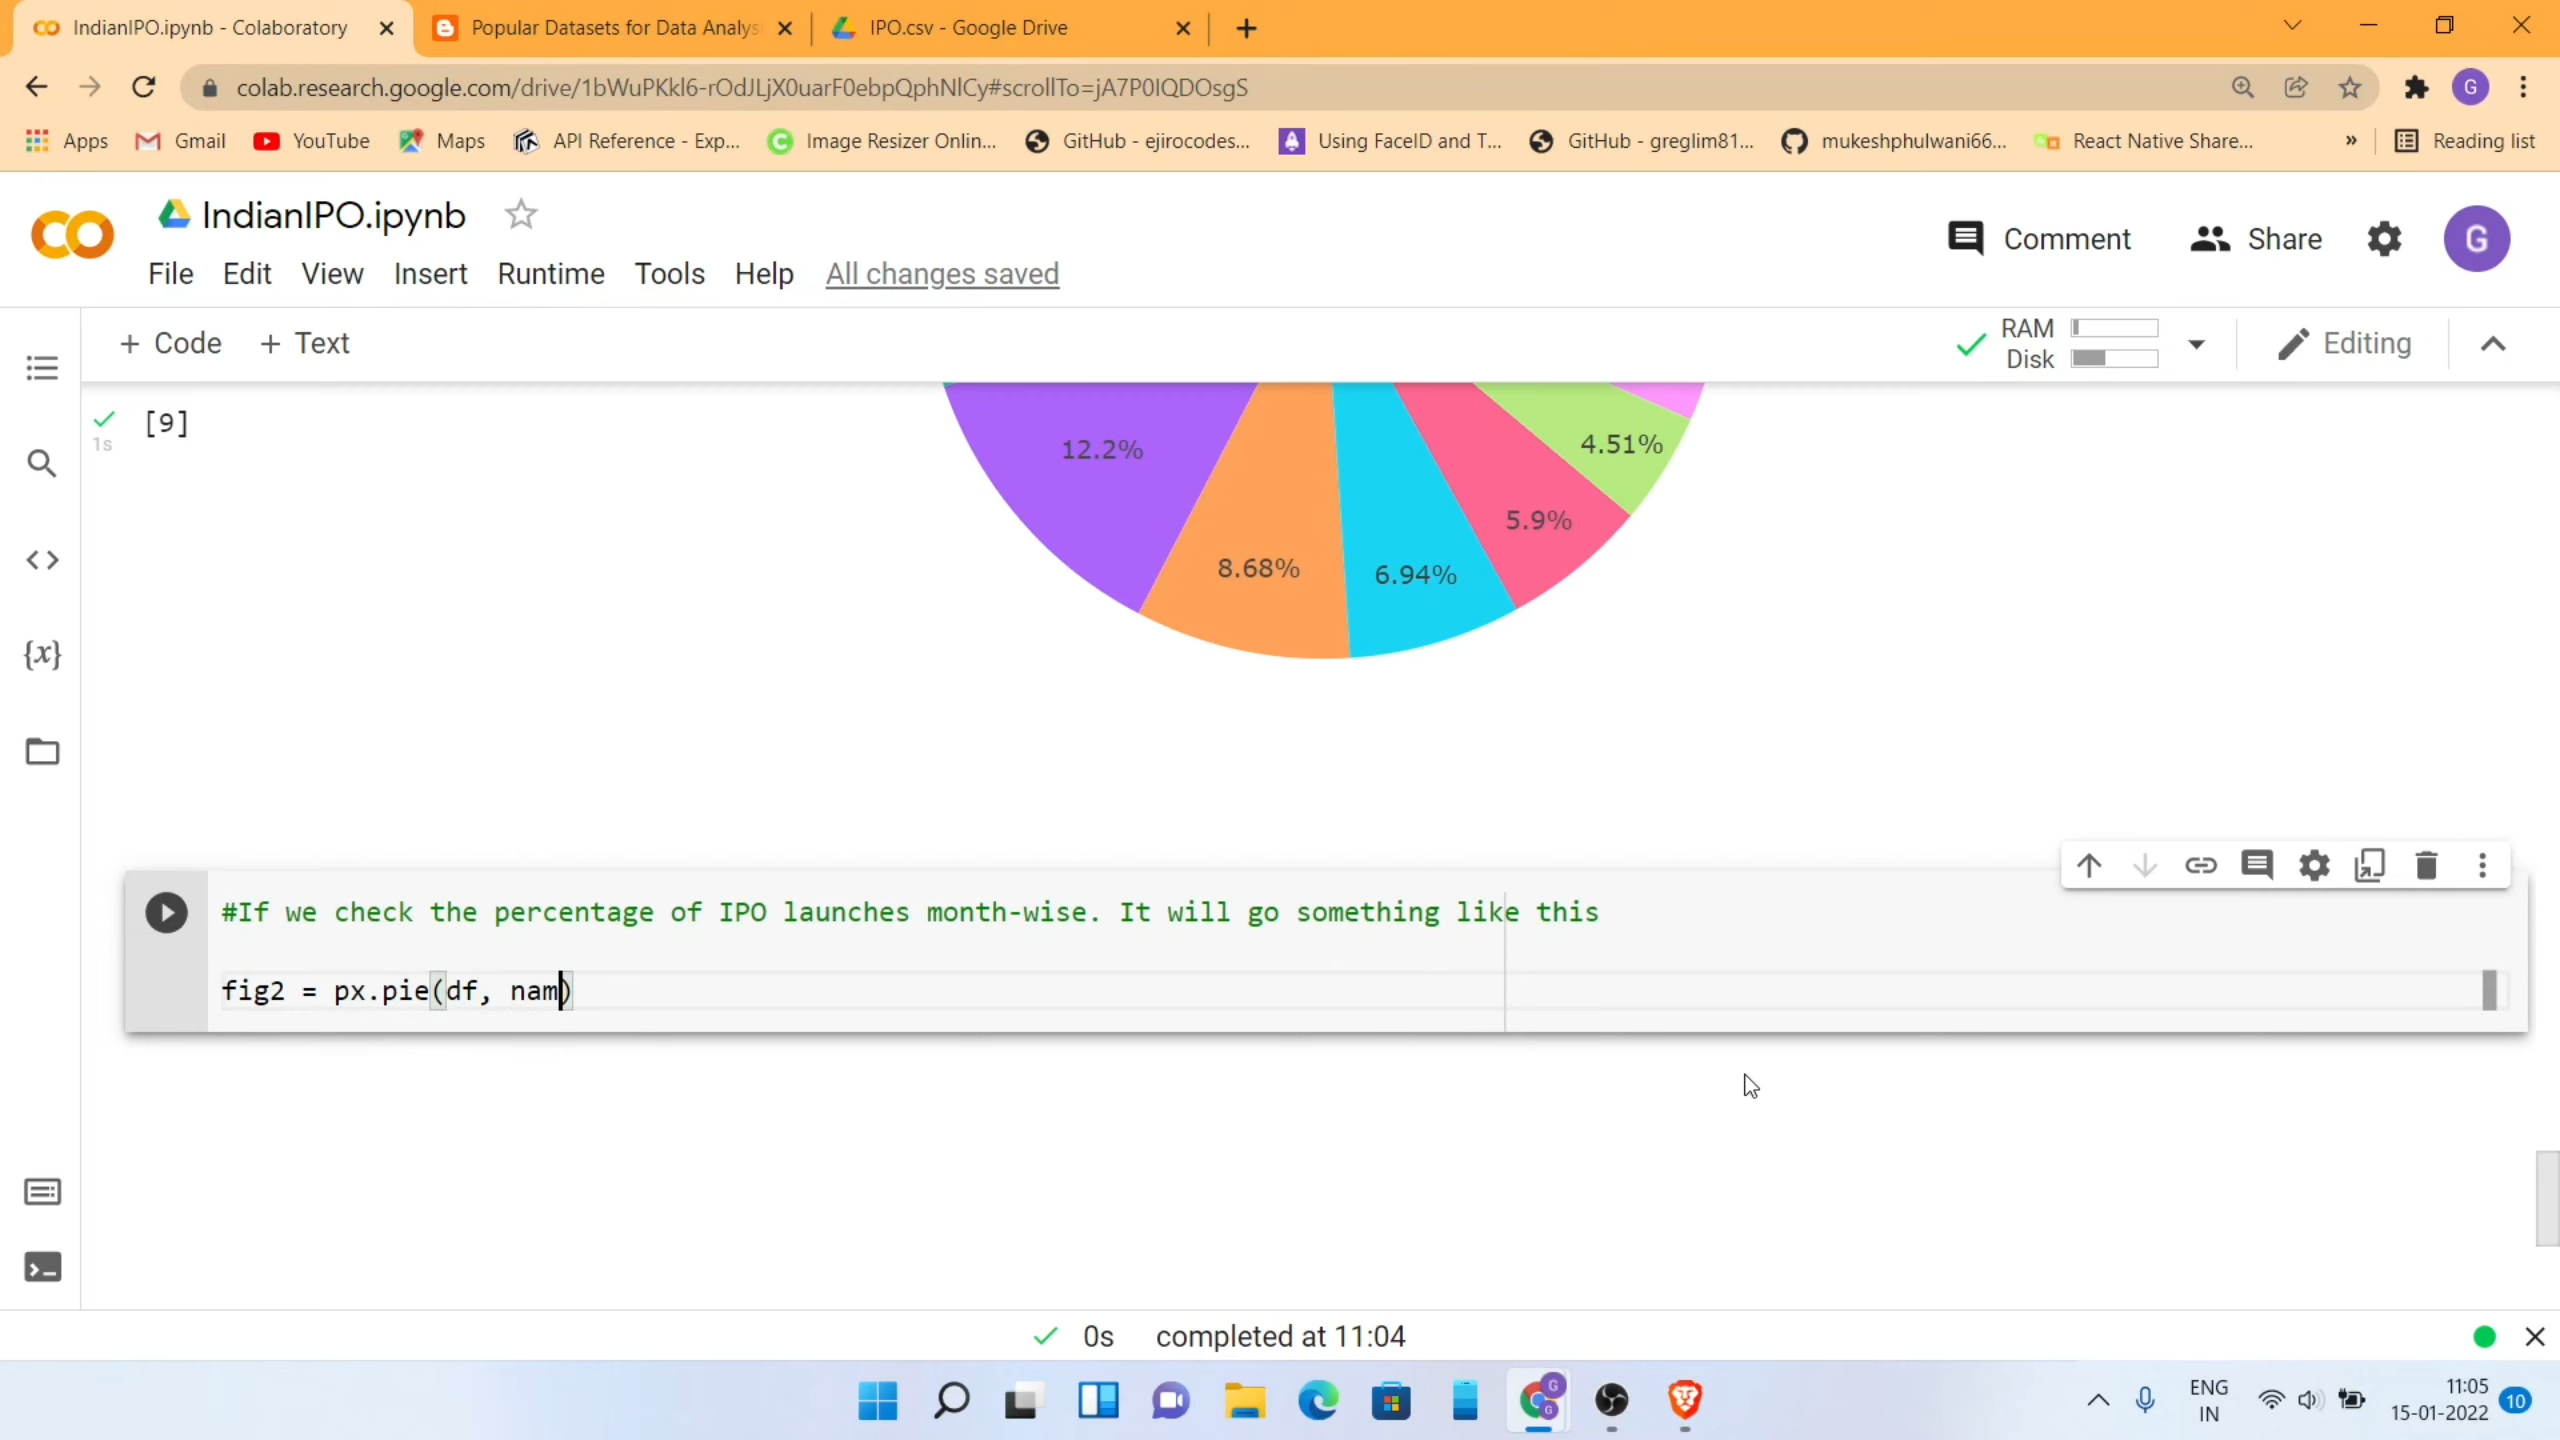 IndianIPO.ipynb - Colaboratory
Popular Datasets for Data Analys
IPO.csv - Google Drive
colab.research.google.com/drive/1bWuPKkl6-rOdJLjX0uarF0ebpQphNlCy#scrollTo=jA7P0IQDOsgS
G
Apps
Gmail
YouTube
Maps
API Reference - Exp...
Image Resizer Onlin...
GitHub - ejirocodes...
Using FaceID and T...
GitHub - greglim81...
mukeshphulwani66...
React Native Share...
»
Reading list
IndianIPO.ipynb
Comment
Share
G
File Edit View Insert Runtime Tools Help All changes saved
+ Code + Text
RAM
Disk
Editing
[9]
1s
12.2%
4.51%
5.9%
8.68%
6.94%
{x}
#If we check the percentage of IPO launches month-wise. It will go something like this
fig2 = px.pie(df, nam)
0s completed at 11:04
ENG
IN
11:05
15-01-2022
10